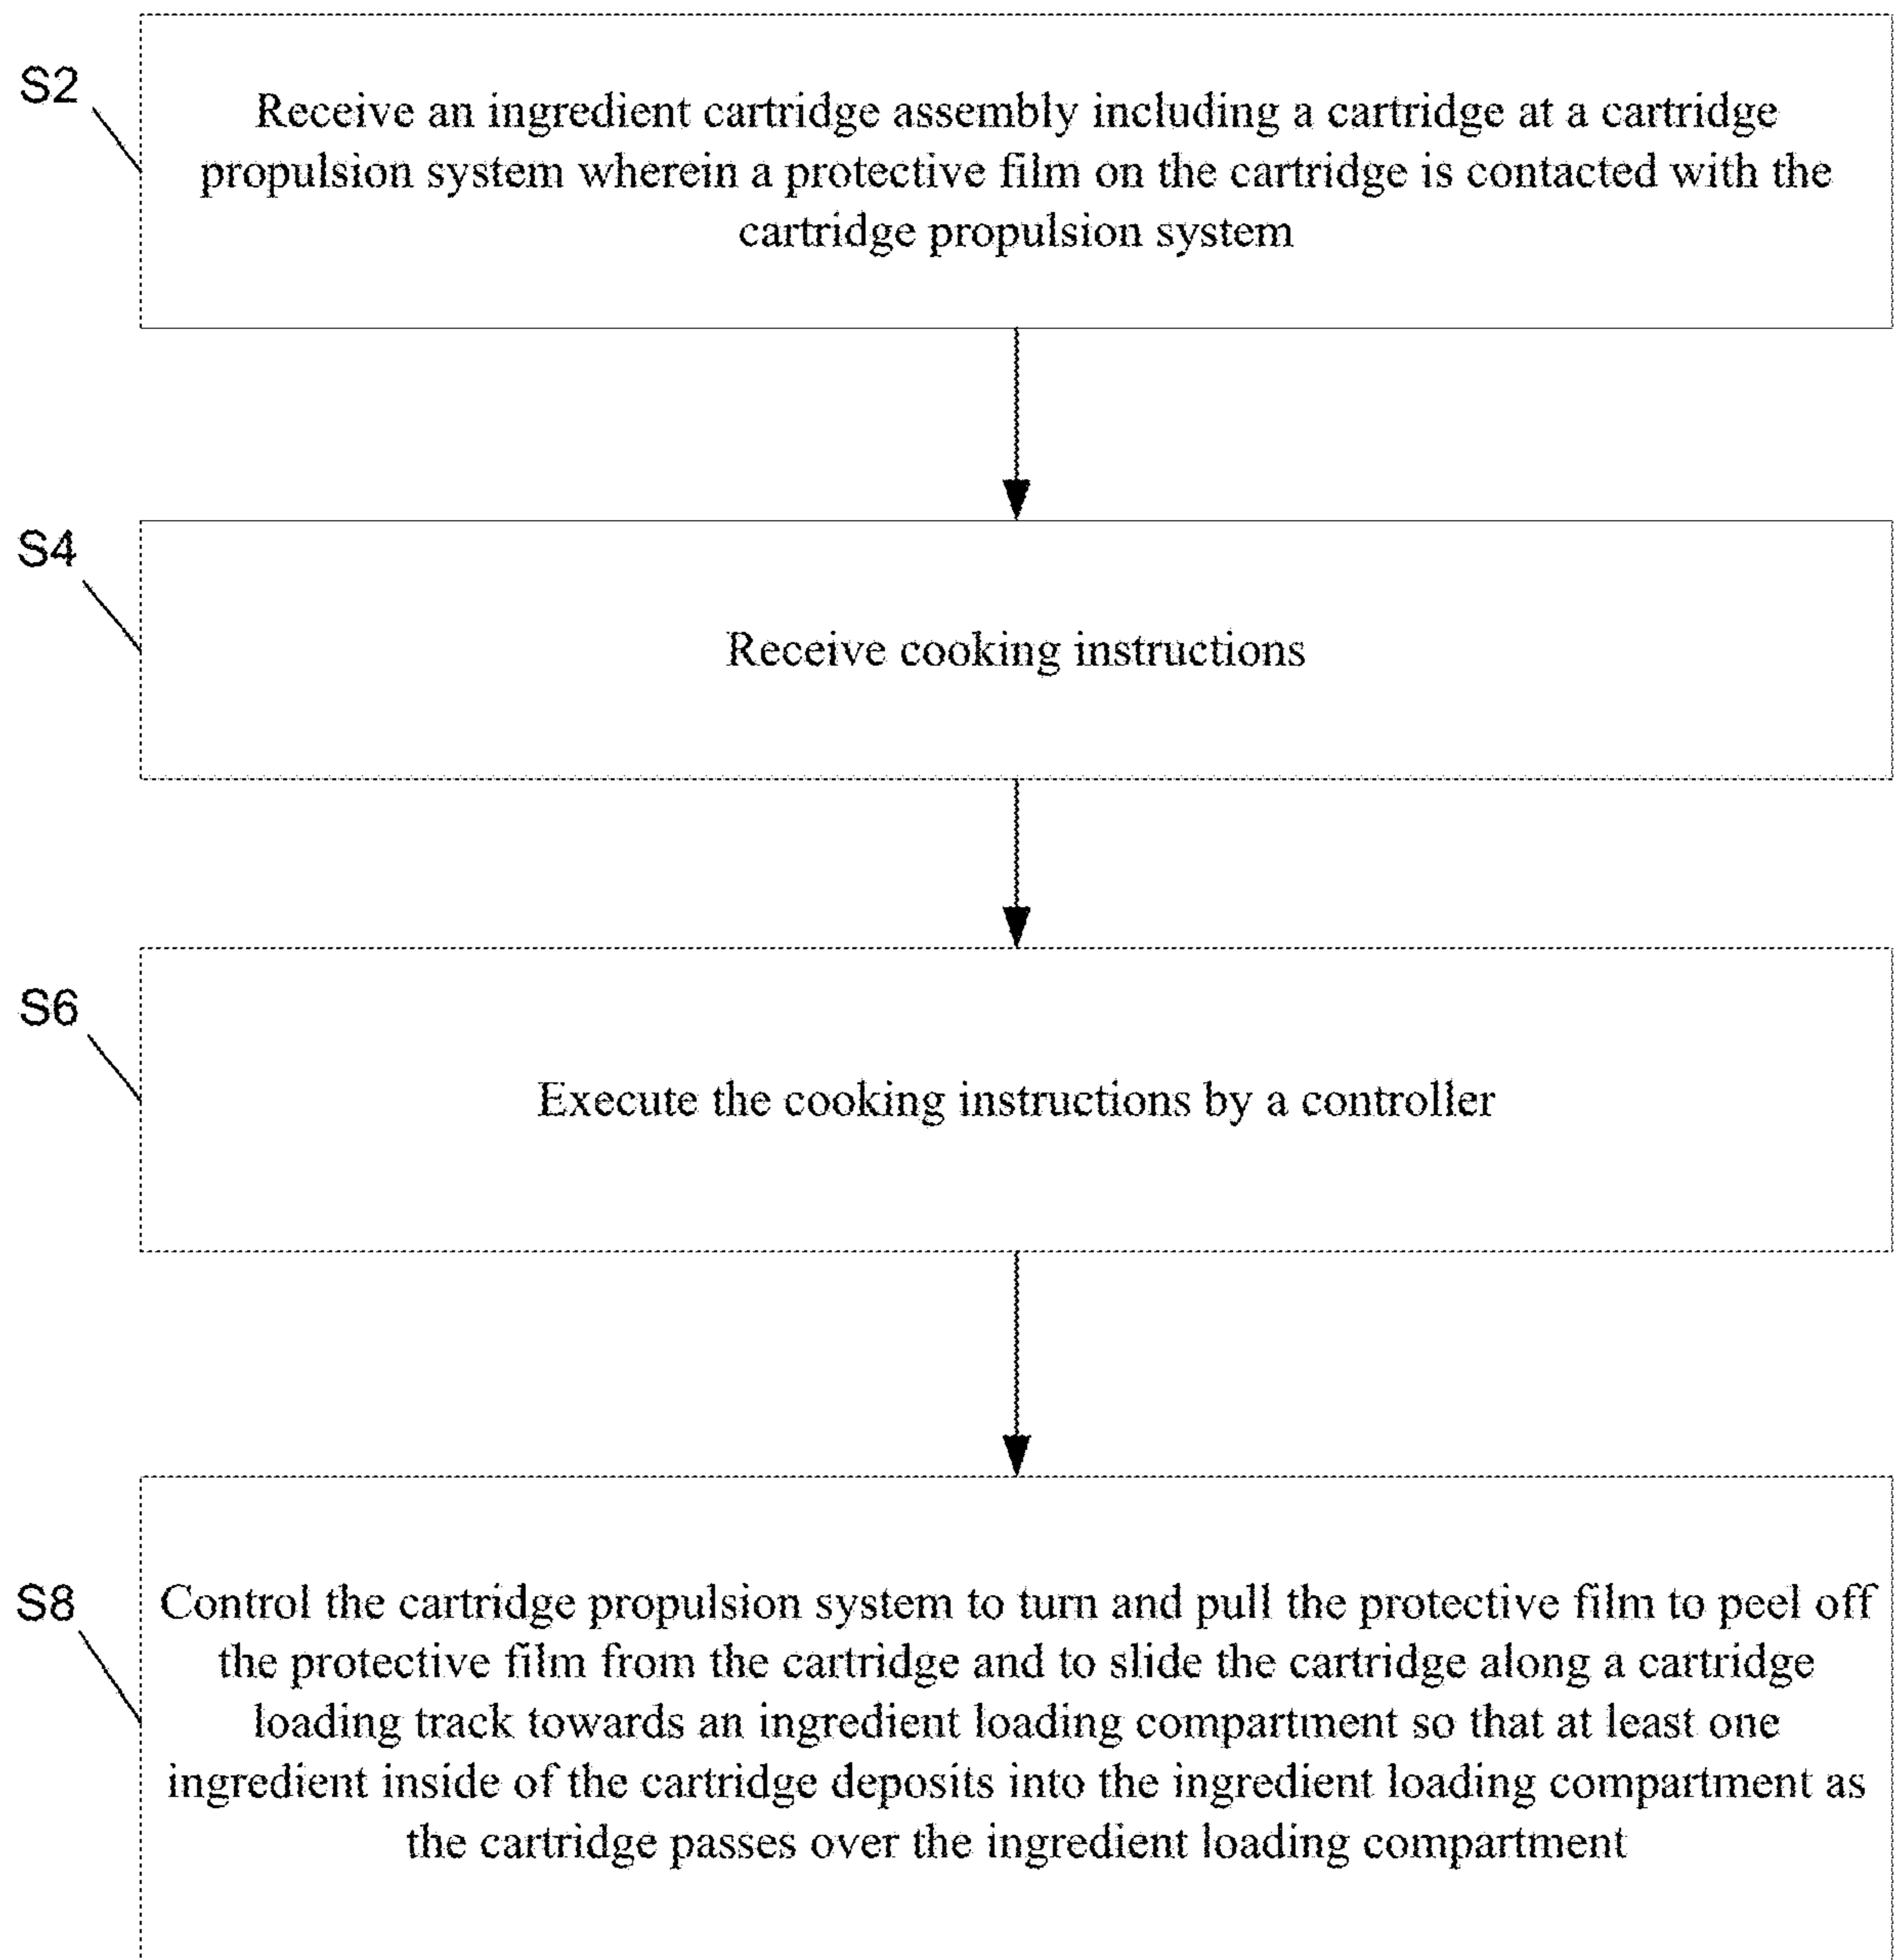 S2
Receive an ingredient cartridge assembly including a cartridge at a cartridge
propulsion system wherein a protective film on the cartridge is contacted with the
cartridge propulsion system
S4
Receive cooking instructions
S6
Execute the cooking instructions by a controller
S8
Control the cartridge propulsion system to turn and pull the protective film to peel off
the protective film from the cartridge and to slide the cartridge along a cartridge
loading track towards an ingredient loading compartment so that at least one
ingredient inside of the cartridge deposits into the ingredient loading compartment as
the cartridge passes over the ingredient loading compartment